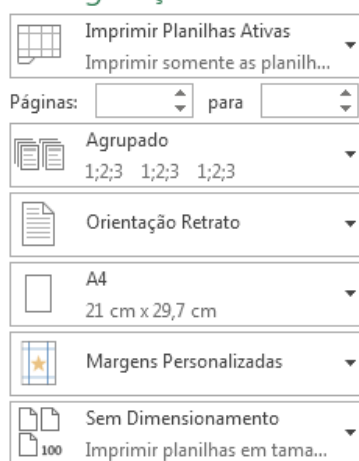 Imprimir Planilhas Ativas
Imprimir somente as planilh...
Páginas: para
Agrupado
1;2;3 1;2;3 1;2;3
Orientação Retrato
A4
21 cm x 29,7 cm
Margens Personalizadas
Sem Dimensionamento
100 Imprimir planilhas em tama...